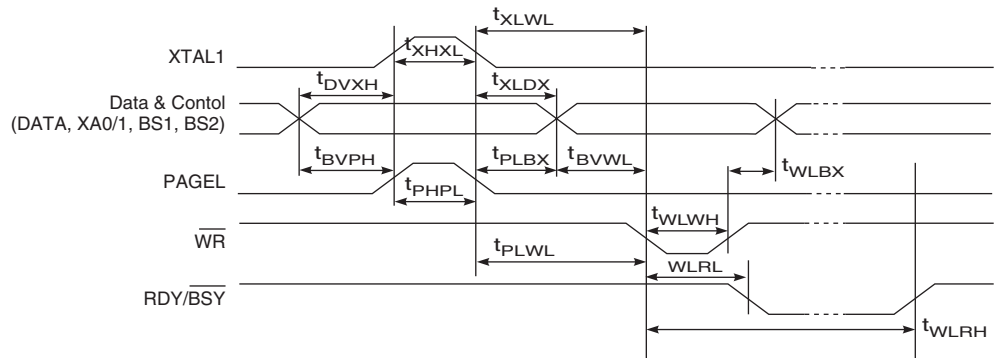 tXLWL
XTAL1
tXHXL
tDVXH
tXLDX
Data & Contol
(DATA, XA0/1, BS1, BS2)
tBVPH
tPLBX
tBVWL
tWLBX
PAGEL
tPHPL
tWLWH
WR
tPLWL
WLRL
RDY/BSY
tWLRH